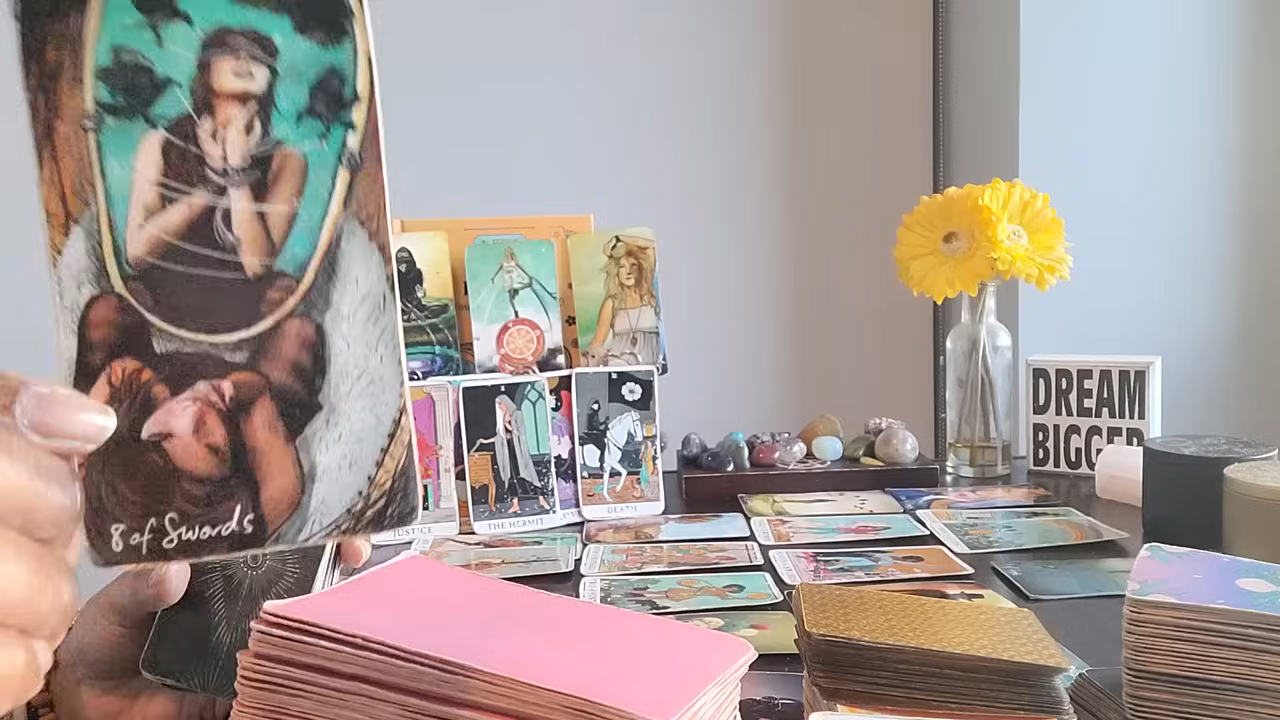 8 of Swords
JUSTICE
THE HERMIT
DEATH
DREAM
BIGGER